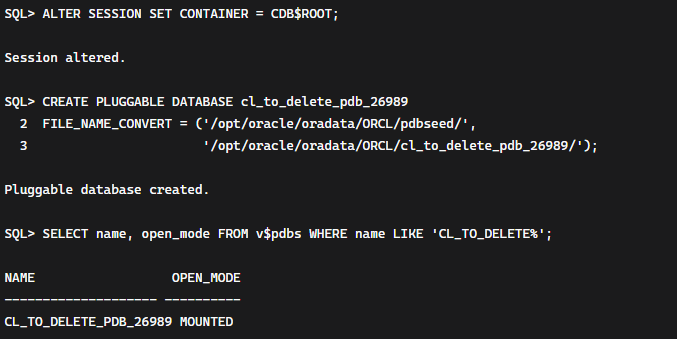 SQL> ALTER SESSION SET CONTAINER = CDB$ROOT;
Session altered.
SQL> CREATE PLUGGABLE DATABASE cl_to_delete_pdb_26989
  2  FILE_NAME_CONVERT = ('/opt/oracle/oradata/ORCL/pdbseed/',
  3                       '/opt/oracle/oradata/ORCL/cl_to_delete_pdb_26989/');
Pluggable database created.
SQL> SELECT name, open_mode FROM v$pdbs WHERE name LIKE 'CL_TO_DELETE%';
NAME                 OPEN_MODE
-------------------- ----------
CL_TO_DELETE_PDB_26989 MOUNTED